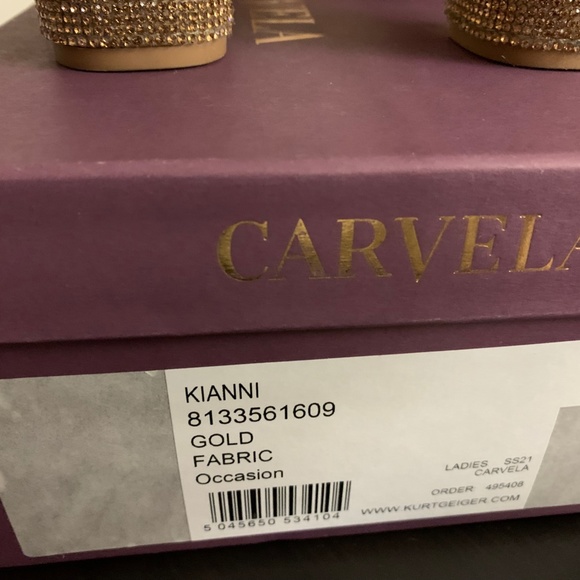 CARVELA
KIANNI
8133561609
GOLD
FABRIC
Occasion
LADIES SS21
CARVELA
ORDER 495408
WWW.KURTGEIGER.COM
5 045650 534104